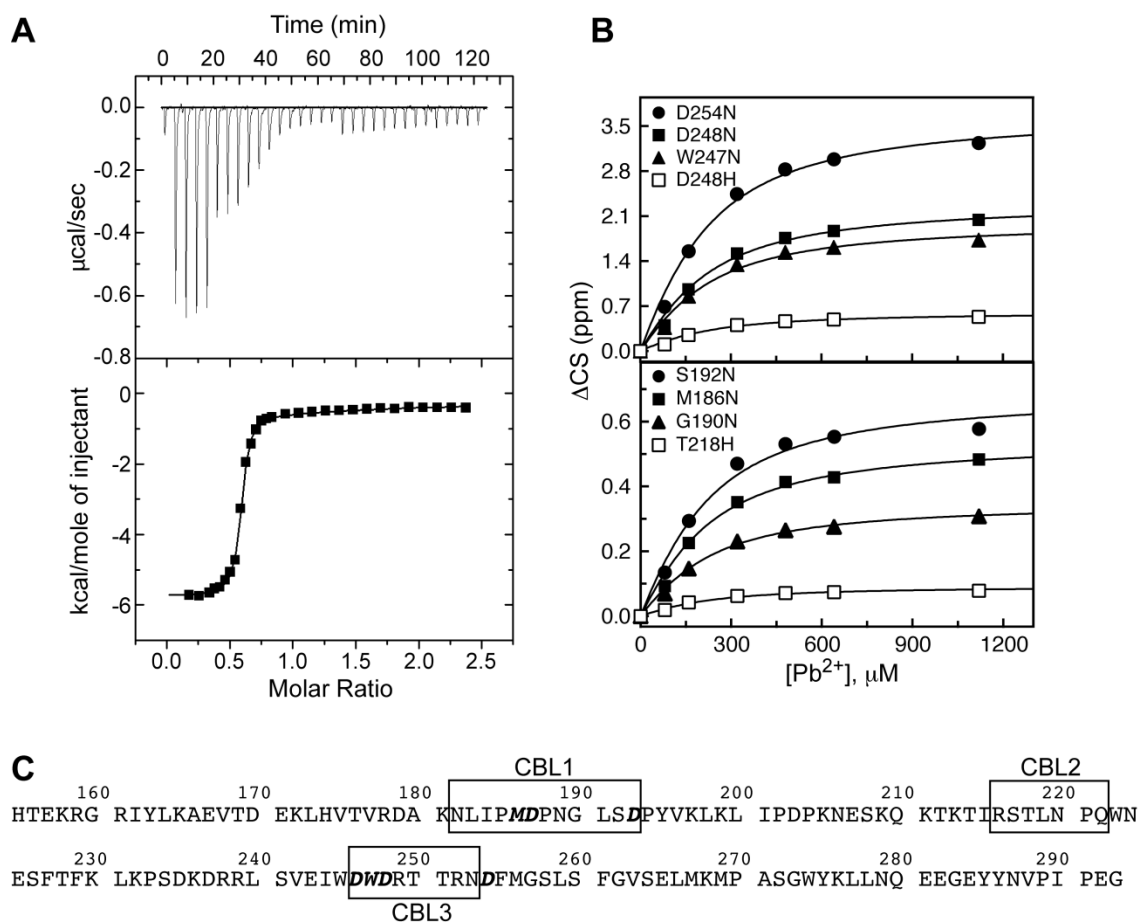 A
Time (min)
0 20 40 60 80 100 120
0.0
-0.2
-0.4
-0.6
-0.8
µcal/sec
0
-2
-4
-6
kcal/mole of injectant
0.0 0.5 1.0 1.5 2.0 2.5
Molar Ratio
B
D254N
D248N
W247N
D248H
3.5
2.8
2.1
1.4
0.7
0.0
ΔCS (ppm)
S192N
M186N
G190N
T218H
0.6
0.4
0.2
0.0
0 300 600 900 1200
[Pb²⁺], µM
C
CBL1 CBL2
160 170 180 190 200 210 220
HTEKRG RIYLKAEVTD EKLHVTVRDA KNLIPMDPNG LSDPYVKLKL IPDPKNESKQ KTKTIRSTLN PQWN
230 240 250 260 270 280 290
ESFTFK LKPSDKDRRL SVEIWDWDRT TRNDFMGSLS FGVSELMKMP ASGWYKLLNQ EEGEYYNVPI PEG
CBL3